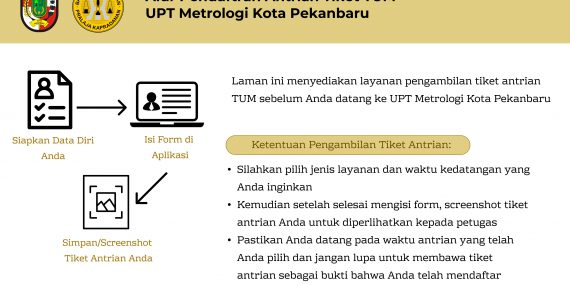 UPT Metrologi Kota Pekanbaru
Laman ini menyediakan layanan pengambilan tiket antrian
TUM sebelum Anda datang ke UPT Metrologi Kota Pekanbaru
Siapkan Data Diri
Anda
Isi Form di
Aplikasi
Simpan/Screenshot
Tiket Antrian Anda
Ketentuan Pengambilan Tiket Antrian:
• Silahkan pilih jenis layanan dan waktu kedatangan yang
Anda inginkan
• Kemudian setelah selesai mengisi form, screenshot tiket
antrian Anda untuk diperlihatkan kepada petugas
• Pastikan Anda datang pada waktu antrian yang telah
Anda pilih dan jangan lupa untuk membawa tiket
antrian sebagai bukti bahwa Anda telah mendaftar